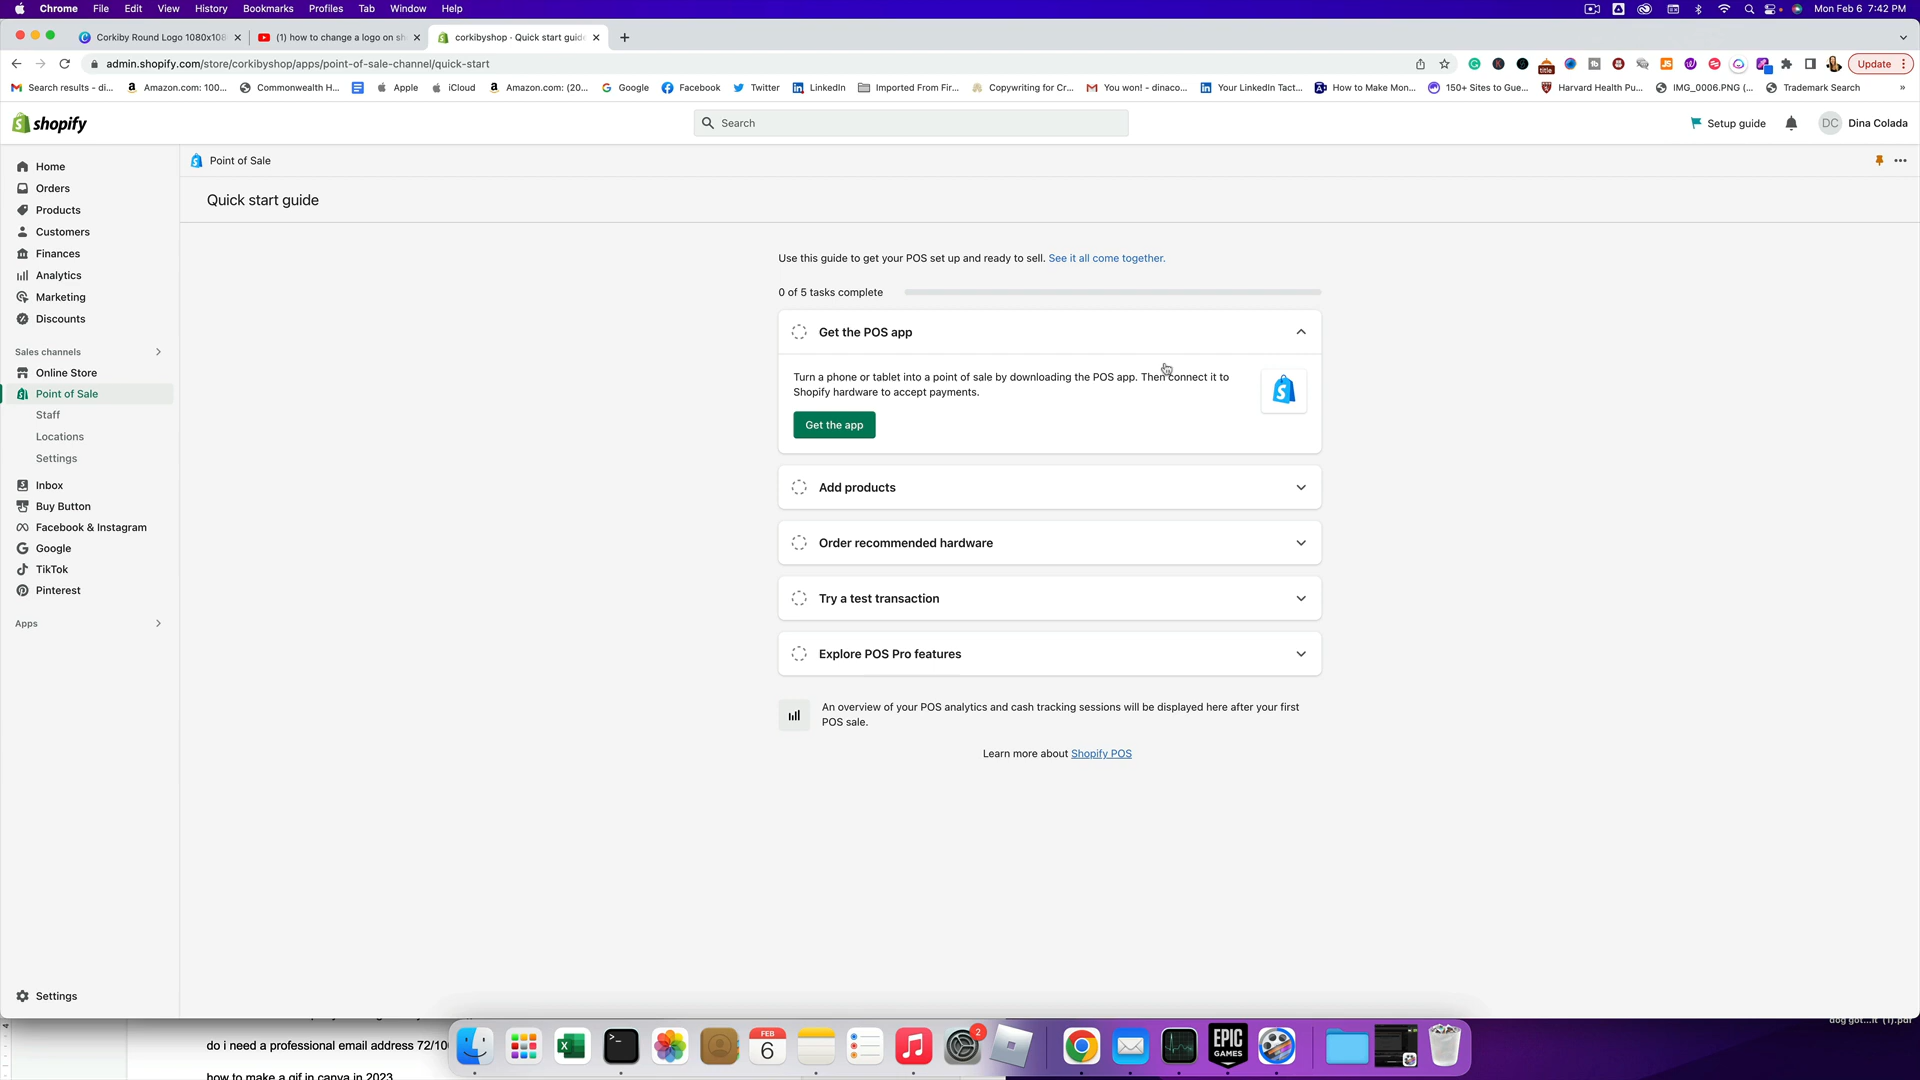 Chrome File Edit View History Bookmarks Profiles Tab Window Help Mon Feb 6 7:42 PM
Corkiby Round Logo 1080x108 (1) how to change a logo on sh corkibyshop · Quick start guide
admin.shopify.com/store/corkibyshop/apps/point-of-sale-channel/quick-start Update
Search results - di... Amazon.com: 100... Commonwealth H... Apple iCloud Amazon.com: (20... Google Facebook Twitter LinkedIn Imported From Fir... Copywriting for Cr... You won! - dinaco... Your LinkedIn Tact... How to Make Mon... 150+ Sites to Gue... Harvard Health Pu... IMG_0006.PNG (... Trademark Search »
shopify Search Setup guide DC Dina Colada
Home
Orders
Products
Customers
Finances
Analytics
Marketing
Discounts
Sales channels
Online Store
Point of Sale
Staff
Locations
Settings
Inbox
Buy Button
Facebook & Instagram
Google
TikTok
Pinterest
Apps
Settings
Point of Sale
Quick start guide
Use this guide to get your POS set up and ready to sell. See it all come together.
0 of 5 tasks complete
Get the POS app
Turn a phone or tablet into a point of sale by downloading the POS app. Then connect it to
Shopify hardware to accept payments.
Get the app
Add products
Order recommended hardware
Try a test transaction
Explore POS Pro features
An overview of your POS analytics and cash tracking sessions will be displayed here after your first
POS sale.
Learn more about Shopify POS
do i need a professional email address 72/10
how to make a gif in canva in 2023
FEB
6
2
EPIC
GAMES